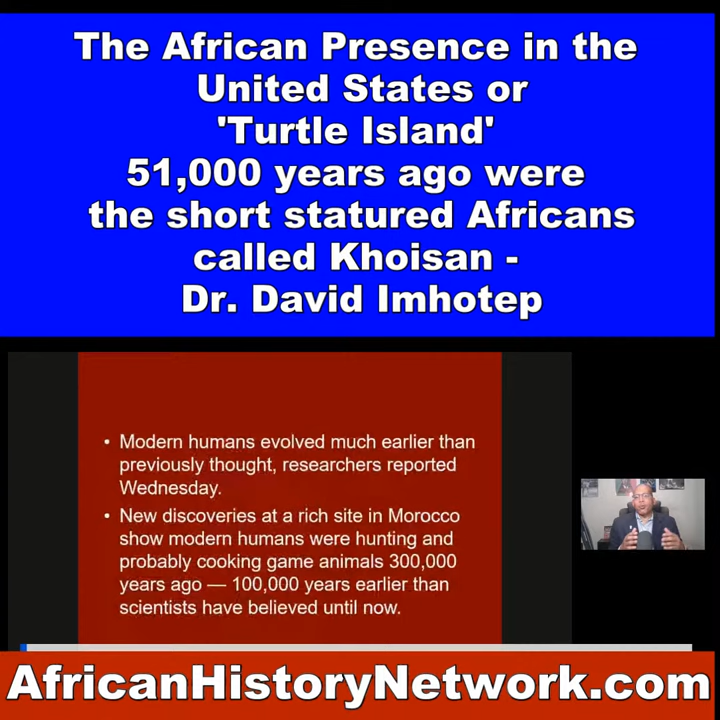 The African Presence in the
United States or
'Turtle Island'
51,000 years ago were
the short statured Africans
called Khoisan -
Dr. David Imhotep
• Modern humans evolved much earlier than
previously thought, researchers reported
Wednesday.
• New discoveries at a rich site in Morocco
show modern humans were hunting and
probably cooking game animals 300,000
years ago — 100,000 years earlier than
scientists have believed until now.
AfricanHistoryNetwork.com